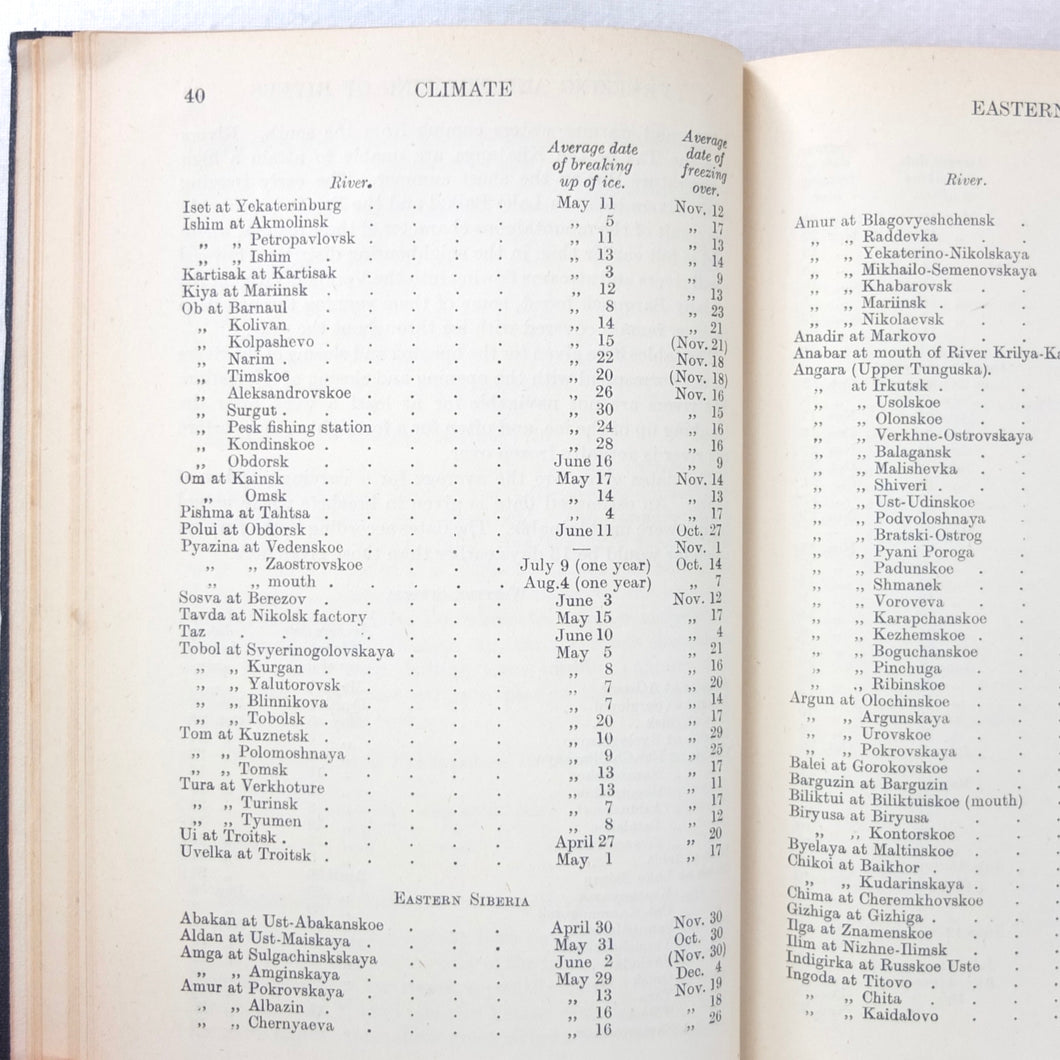 40 CLIMATE
River. Average date of breaking up of ice. Average date of freezing over.
Iset at Yekaterinburg May 11 Nov. 12
Ishim at Akmolinsk „ 5 „ 17
„ „ Petropavlovsk . . . . „ 11 „ 13
„ „ Ishim . . . . . „ 13 „ 14
Kartisak at Kartisak . . . „ 3 „ 9
Kiya at Mariinsk . . . . . „ 12 „ 13
Ob at Barnaul . . . . . „ 8 „ 23
„ Kolivan . . . . „ 14 „ 21
„ Kolpashevo . . . . . „ 15 (Nov. 21)
„ Narim . . . . . . „ 22 Nov. 18
„ Timskoe . . . . . „ 20 (Nov. 18)
„ Aleksandrovskoe . . . . „ 26 Nov. 16
„ Surgut . . . . . . „ 30 „ 15
„ Pesk fishing station . . . „ 24 „ 16
„ Kondinskoe . . . . . „ 28 „ 16
„ Obdorsk . . . . June 16 „ 9
Om at Kainsk . . . . . May 17 Nov. 14
„ Omsk . . . . . „ 14 „ 13
Pishma at Tahtsa . . . . . „ 4 „ 17
Polui at Obdorsk . . . . . June 11 Oct. 27
Pyazina at Vedenskoe . . . — Nov. 1
„ „ Zaostrovskoe . . . July 9 (one year) Oct. 14
„ „ mouth . . . . . Aug. 4 (one year) „ 7
Sosva at Berezov . . . . . June 3 Nov. 12
Tavda at Nikolsk factory . . . May 15 „ 17
Taz . . . . . . . June 10 „ 4
Tobol at Svyerinogolovskaya . . . May 5 „ 21
„ „ Kurgan . . . . . „ 8 „ 16
„ „ Yalutorovsk . . . . „ 7 „ 20
„ „ Blinnikova . . . . „ 7 „ 14
„ „ Tobolsk . . . . . „ 20 „ 17
Tom at Kuznetsk . . . . . „ 10 „ 29
„ „ Polomoshnaya . . . . „ 9 „ 25
„ „ Tomsk . . . . „ 13 „ 17
Tura at Verkhoture . . . . „ 13 „ 11
„ „ Turinsk . . . . . „ 7 „ 17
„ „ Tyumen . . . . . „ 8 „ 12
Ui at Troitsk . . . . . . April 27 „ 20
Uvelka at Troitsk . . . . . May 1 „ 17
EASTERN SIBERIA
Abakan at Ust-Abakanskoe . . . April 30 Nov. 30
Aldan at Ust-Maiskaya . . . . May 31 Oct. 30
Amga at Sulgachinskskaya . . . June 2 (Nov. 30)
„ „ Amginskaya . . . . May 29 Dec. 4
Amur at Pokrovskaya . . . . „ 13 Nov. 19
„ „ Albazin . . . . . „ 16 „ 18
„ „ Chernyaeva . . . . „ 16 „ 26
EASTERN
River.
Amur at Blagovyeshchensk .
„ „ Raddevka . .
„ „ Yekaterino-Nikolskaya
„ „ Mikhailo-Semenovskaya
„ „ Khabarovsk . .
„ „ Mariinsk . . .
„ „ Nikolaevsk . .
Anadir at Markovo . .
Anabar at mouth of River Krilya-Ka
Angara (Upper Tunguska).
„ at Irkutsk . . .
„ „ Usolskoe . .
„ „ Olonskoe . .
„ „ Verkhne-Ostrovskaya
„ „ Balagansk . .
„ „ Malishevka . .
„ „ Shiveri . . .
„ „ Ust-Udinskoe .
„ „ Podvoloshnaya .
„ „ Bratski-Ostrog .
„ „ Pyani Poroga .
„ „ Padunskoe . .
„ „ Shmanek . .
„ „ Voroveva . .
„ „ Karapchanskoe .
„ „ Kezhemskoe . .
„ „ Boguchanskoe .
„ „ Pinchuga . .
„ „ Ribinskoe . .
Argun at Olochinskoe . .
„ „ Argunskaya . .
„ „ Urovskoe . .
„ „ Pokrovskaya . .
Balei at Gorokovskoe . .
Barguzin at Barguzin . .
Biliktui at Biliktuiskoe (mouth) .
Biryusa at Biryusa . .
„ „ Kontorskoe . .
Byelaya at Maltinskoe . .
Chikoi at Baikhor . . .
„ „ Kudarinskaya . .
Chima at Cheremkhovskoe .
Gizhiga at Gizhiga . . .
Ilga at Znamenskoe . .
Ilim at Nizhne-Ilimsk . .
Indigirka at Russkoe Uste .
Ingoda at Titovo . . .
„ „ Chita . . .
„ „ Kaidalovo . .